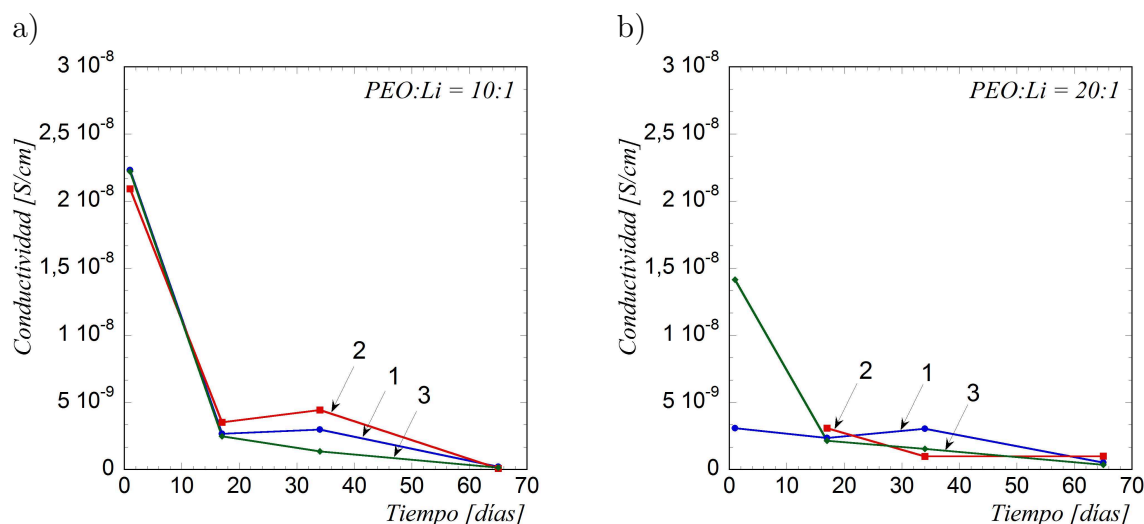 a)
3 10-8
PEO:Li = 10:1
2,5 10-8
2 10-8
1,5 10-8
1 10-8
5 10-9
0
2
1
3
0 10 20 30 40 50 60 70
Conductividad [S/cm]
Tiempo [días]
b)
3 10-8
PEO:Li = 20:1
2,5 10-8
2 10-8
1,5 10-8
1 10-8
5 10-9
0
2
1
3
0 10 20 30 40 50 60 70
Conductividad [S/cm]
Tiempo [días]